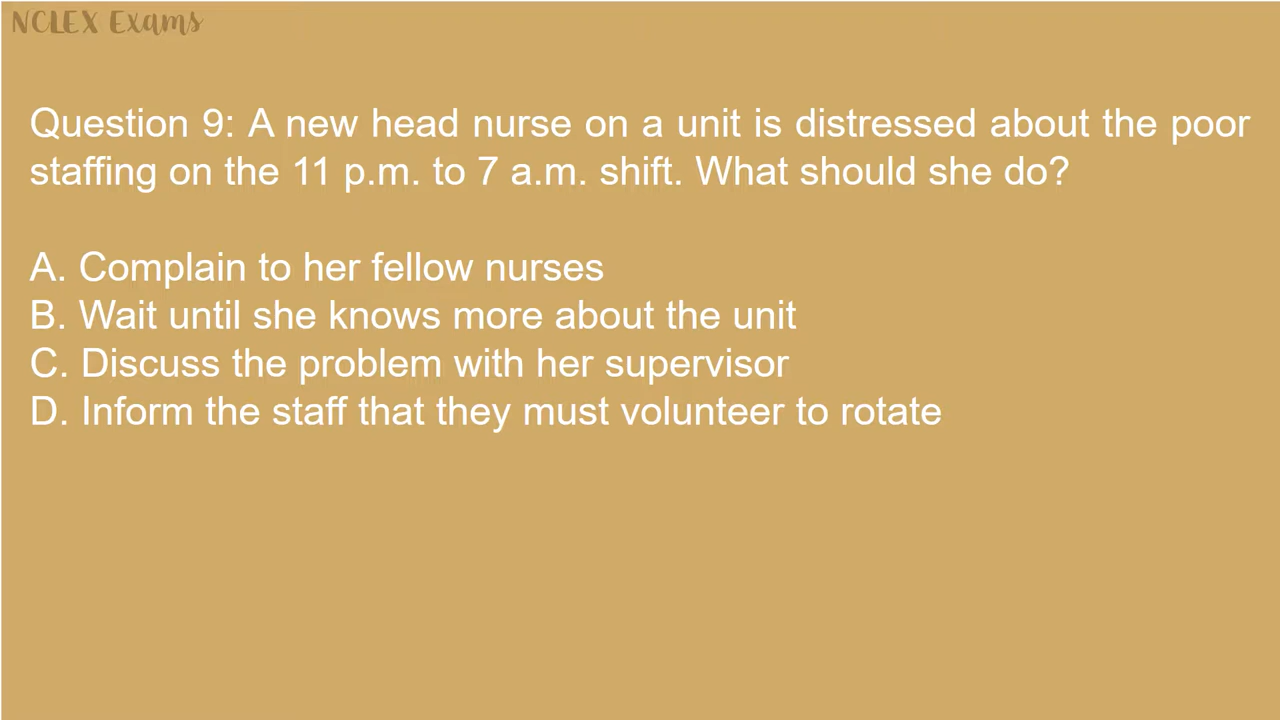 NCLEX Exams
Question 9: A new head nurse on a unit is distressed about the poor
staffing on the 11 p.m. to 7 a.m. shift. What should she do?
A. Complain to her fellow nurses
B. Wait until she knows more about the unit
C. Discuss the problem with her supervisor
D. Inform the staff that they must volunteer to rotate